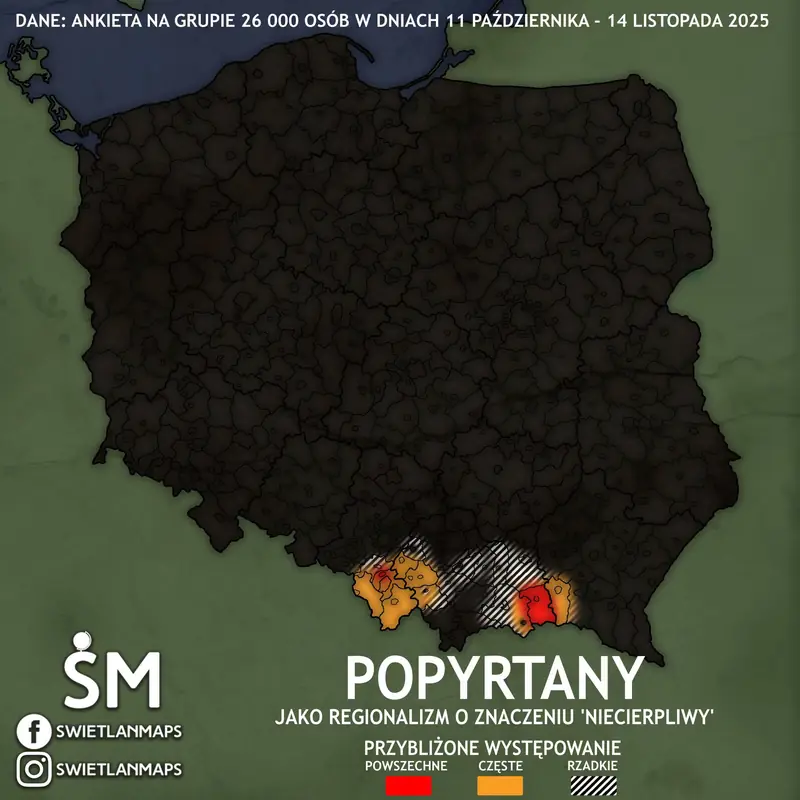 DANE: ANKIETA NA GRUPIE 26 000 OSÓB W DNIACH 11 PAŹDZIERNIKA - 14 LISTOPADA 2025
ŚM
SWIETLANMAPS
SWIETLANMAPS
POPYRTANY
JAKO REGIONALIZM O ZNACZENIU 'NIECIERPLIWY'
PRZYBLIŻONE WYSTĘPOWANIE
POWSZECHNE CZĘSTE RZADKIE